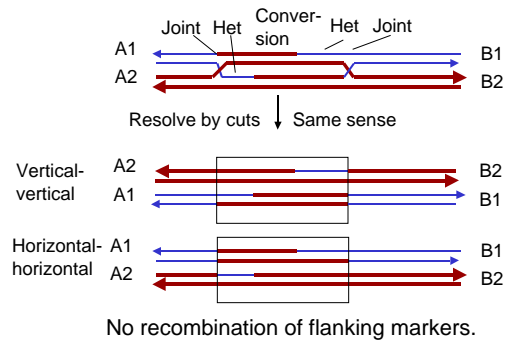 Joint Het Conver-
sion Het Joint
A1 B1
A2 B2
Resolve by cuts Same sense
Vertical-
vertical
A2 B2
A1 B1
Horizontal-
horizontal
A1 B1
A2 B2
No recombination of flanking markers.